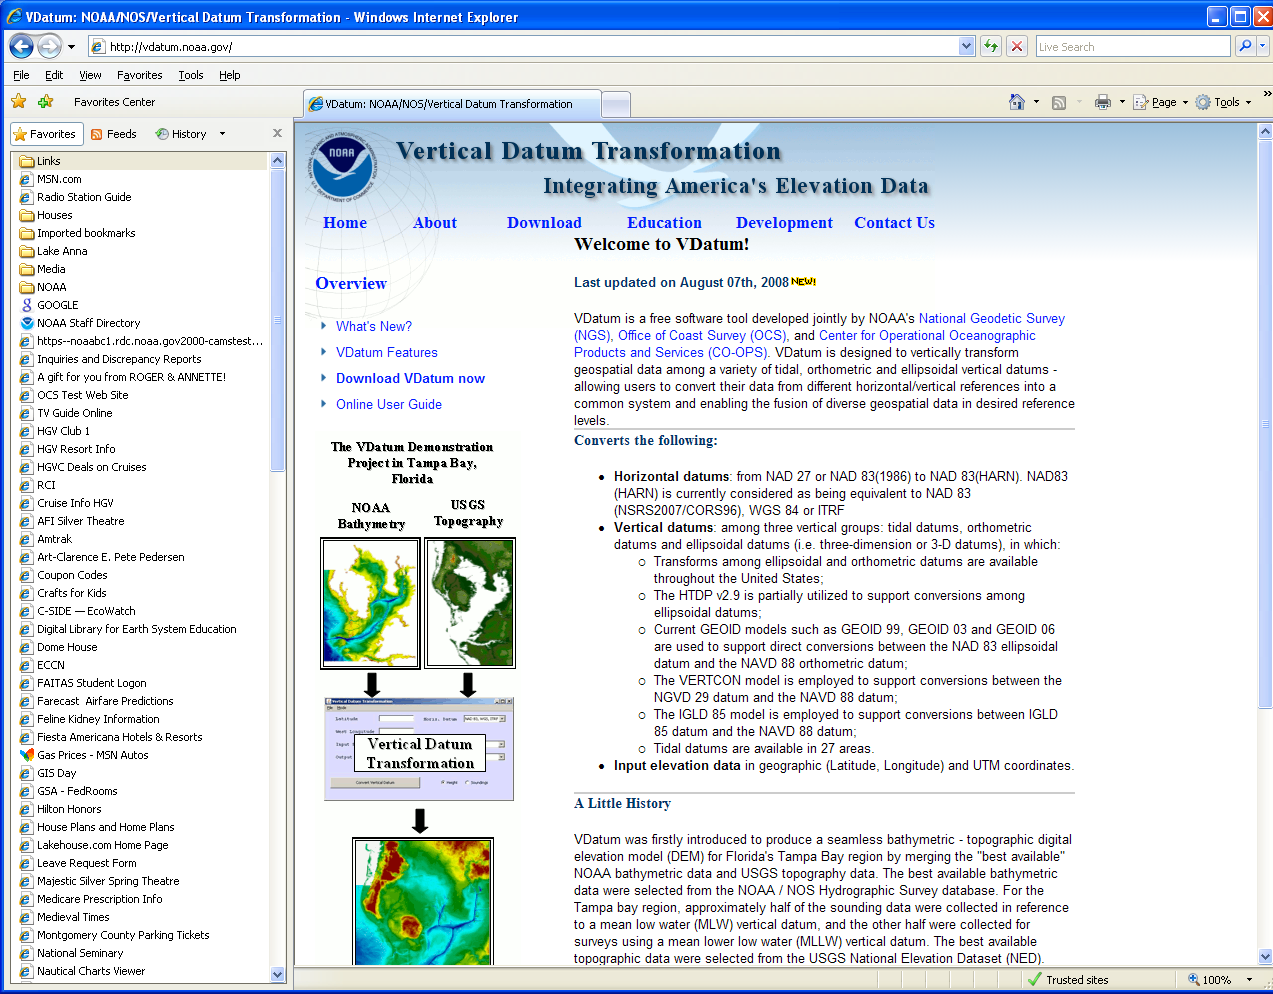 VDatum: NOAA/NOS/Vertical Datum Transformation - Windows Internet Explorer
http://vdatum.noaa.gov/
Live Search
File Edit View Favorites Tools Help
Favorites Center
VDatum: NOAA/NOS/Vertical Datum Transformation
Page Tools
Favorites Feeds History
Links
MSN.com
Radio Station Guide
Houses
Imported bookmarks
Lake Anna
Media
NOAA
GOOGLE
NOAA Staff Directory
https--noaabc1.rdc.noaa.gov2000-camstest...
Inquiries and Discrepancy Reports
A gift for you from ROGER & ANNETTE!
OCS Test Web Site
TV Guide Online
HGV Club 1
HGV Resort Info
HGVC Deals on Cruises
RCI
Cruise Info HGV
AFI Silver Theatre
Amtrak
Art-Clarence E. Pete Pedersen
Coupon Codes
Crafts for Kids
C-SIDE — EcoWatch
Digital Library for Earth System Education
Dome House
ECCN
FAITAS Student Logon
Farecast Airfare Predictions
Feline Kidney Information
Fiesta Americana Hotels & Resorts
Gas Prices - MSN Autos
GIS Day
GSA - FedRooms
Hilton Honors
House Plans and Home Plans
Lakehouse.com Home Page
Leave Request Form
Majestic Silver Spring Theatre
Medicare Prescription Info
Medieval Times
Montgomery County Parking Tickets
National Seminary
Nautical Charts Viewer
NOAA
Vertical Datum Transformation
Integrating America's Elevation Data
Home About Download Education Development Contact Us
Overview
What's New?
VDatum Features
Download VDatum now
Online User Guide
The VDatum Demonstration
Project in Tampa Bay,
Florida
NOAA
Bathymetry
USGS
Topography
Vertical Datum Transformation
Latitude
Horiz. Datum
West Longitude
Input
Output
Vertical Datum
Transformation
Convert Vertical Datum
Height
Soundings
Welcome to VDatum!
Last updated on August 07th, 2008 NEW!
VDatum is a free software tool developed jointly by NOAA's National Geodetic Survey
(NGS), Office of Coast Survey (OCS), and Center for Operational Oceanographic
Products and Services (CO-OPS). VDatum is designed to vertically transform
geospatial data among a variety of tidal, orthometric and ellipsoidal vertical datums -
allowing users to convert their data from different horizontal/vertical references into a
common system and enabling the fusion of diverse geospatial data in desired reference
levels.
Converts the following:
Horizontal datums: from NAD 27 or NAD 83(1986) to NAD 83(HARN). NAD83
(HARN) is currently considered as being equivalent to NAD 83
(NSRS2007/CORS96), WGS 84 or ITRF
Vertical datums: among three vertical groups: tidal datums, orthometric
datums and ellipsoidal datums (i.e. three-dimension or 3-D datums), in which:
Transforms among ellipsoidal and orthometric datums are available
throughout the United States;
The HTDP v2.9 is partially utilized to support conversions among
ellipsoidal datums;
Current GEOID models such as GEOID 99, GEOID 03 and GEOID 06
are used to support direct conversions between the NAD 83 ellipsoidal
datum and the NAVD 88 orthometric datum;
The VERTCON model is employed to support conversions between the
NGVD 29 datum and the NAVD 88 datum;
The IGLD 85 model is employed to support conversions between IGLD
85 datum and the NAVD 88 datum;
Tidal datums are available in 27 areas.
Input elevation data in geographic (Latitude, Longitude) and UTM coordinates.
A Little History
VDatum was firstly introduced to produce a seamless bathymetric - topographic digital
elevation model (DEM) for Florida's Tampa Bay region by merging the "best available"
NOAA bathymetric data and USGS topography data. The best available bathymetric
data were selected from the NOAA / NOS Hydrographic Survey database. For the
Tampa bay region, approximately half of the sounding data were collected in reference
to a mean low water (MLW) vertical datum, and the other half were collected for
surveys using a mean lower low water (MLLW) vertical datum. The best available
topographic data were selected from the USGS National Elevation Dataset (NED).
Trusted sites
100%